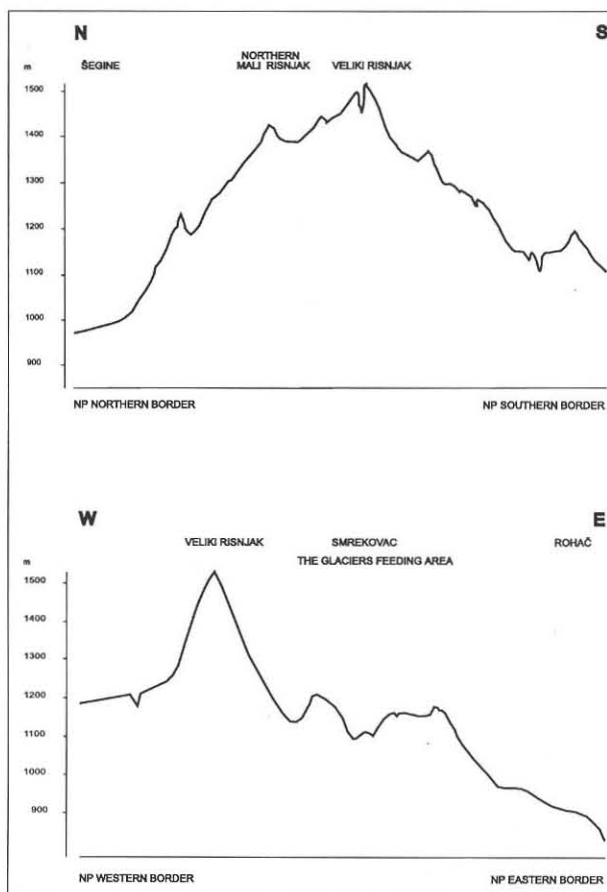 N S
NORTHERN
m ŠEGINE MALI RISNJAK VELIKI RISNJAK
1500
1400
1300
1200
1100
1000
900
NP NORTHERN BORDER NP SOUTHERN BORDER
W E
VELIKI RISNJAK SMREKOVAC ROHAČ
m THE GLACIERS FEEDING AREA
1500
1400
1300
1200
1100
1000
900
NP WESTERN BORDER NP EASTERN BORDER